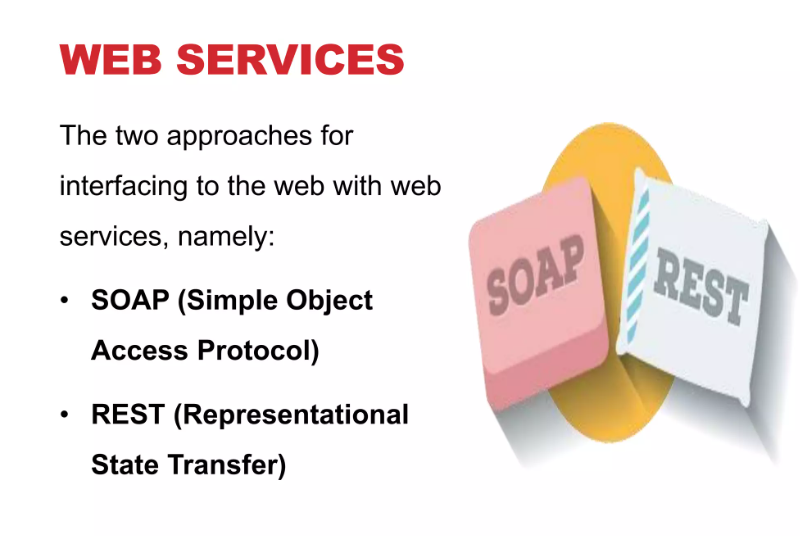 WEB SERVICES
The two approaches for
interfacing to the web with web
services, namely:
• SOAP (Simple Object
Access Protocol)
• REST (Representational
State Transfer)
SOAP
REST